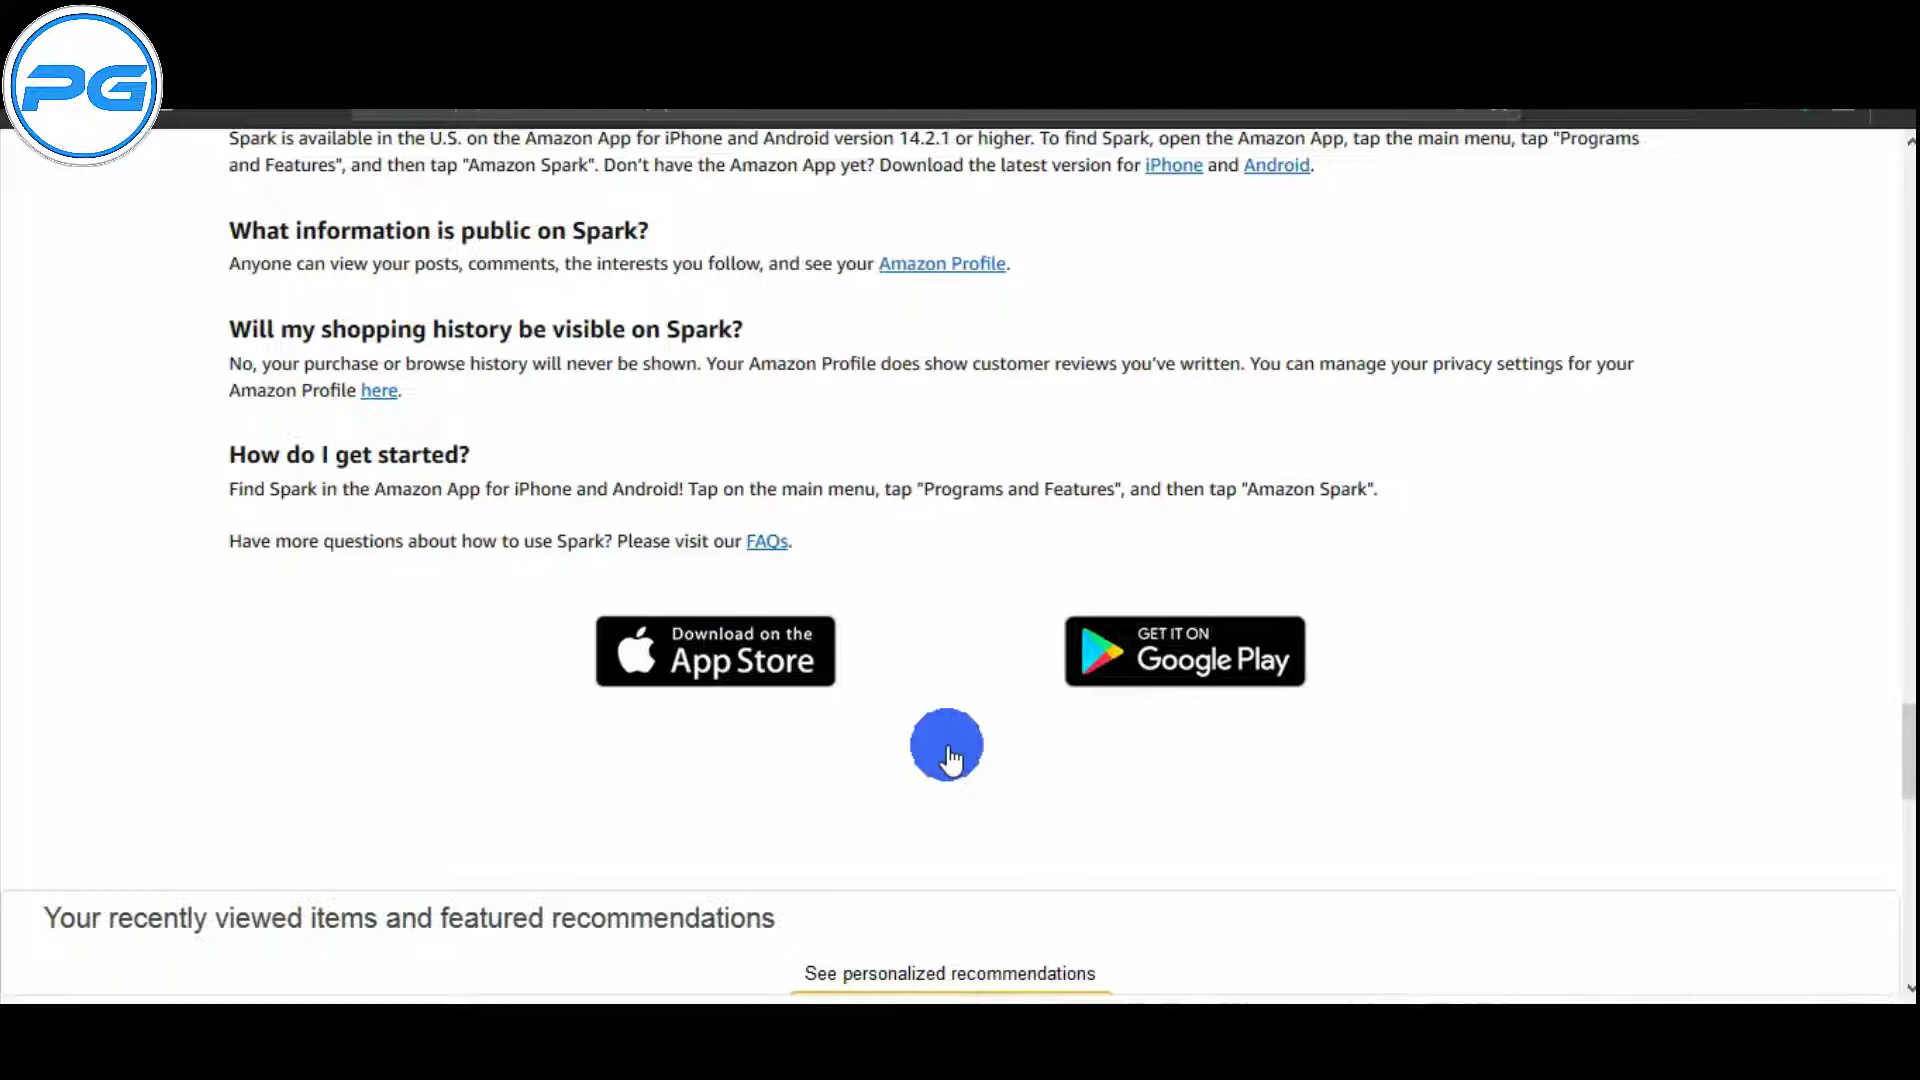 PG
Spark is available in the U.S. on the Amazon App for iPhone and Android version 14.2.1 or higher. To find Spark, open the Amazon App, tap the main menu, tap "Programs
and Features", and then tap "Amazon Spark". Don’t have the Amazon App yet? Download the latest version for iPhone and Android.
What information is public on Spark?
Anyone can view your posts, comments, the interests you follow, and see your Amazon Profile.
Will my shopping history be visible on Spark?
No, your purchase or browse history will never be shown. Your Amazon Profile does show customer reviews you’ve written. You can manage your privacy settings for your
Amazon Profile here.
How do I get started?
Find Spark in the Amazon App for iPhone and Android! Tap on the main menu, tap "Programs and Features", and then tap "Amazon Spark".
Have more questions about how to use Spark? Please visit our FAQs.
Download on the
App Store
GET IT ON
Google Play
Your recently viewed items and featured recommendations
See personalized recommendations